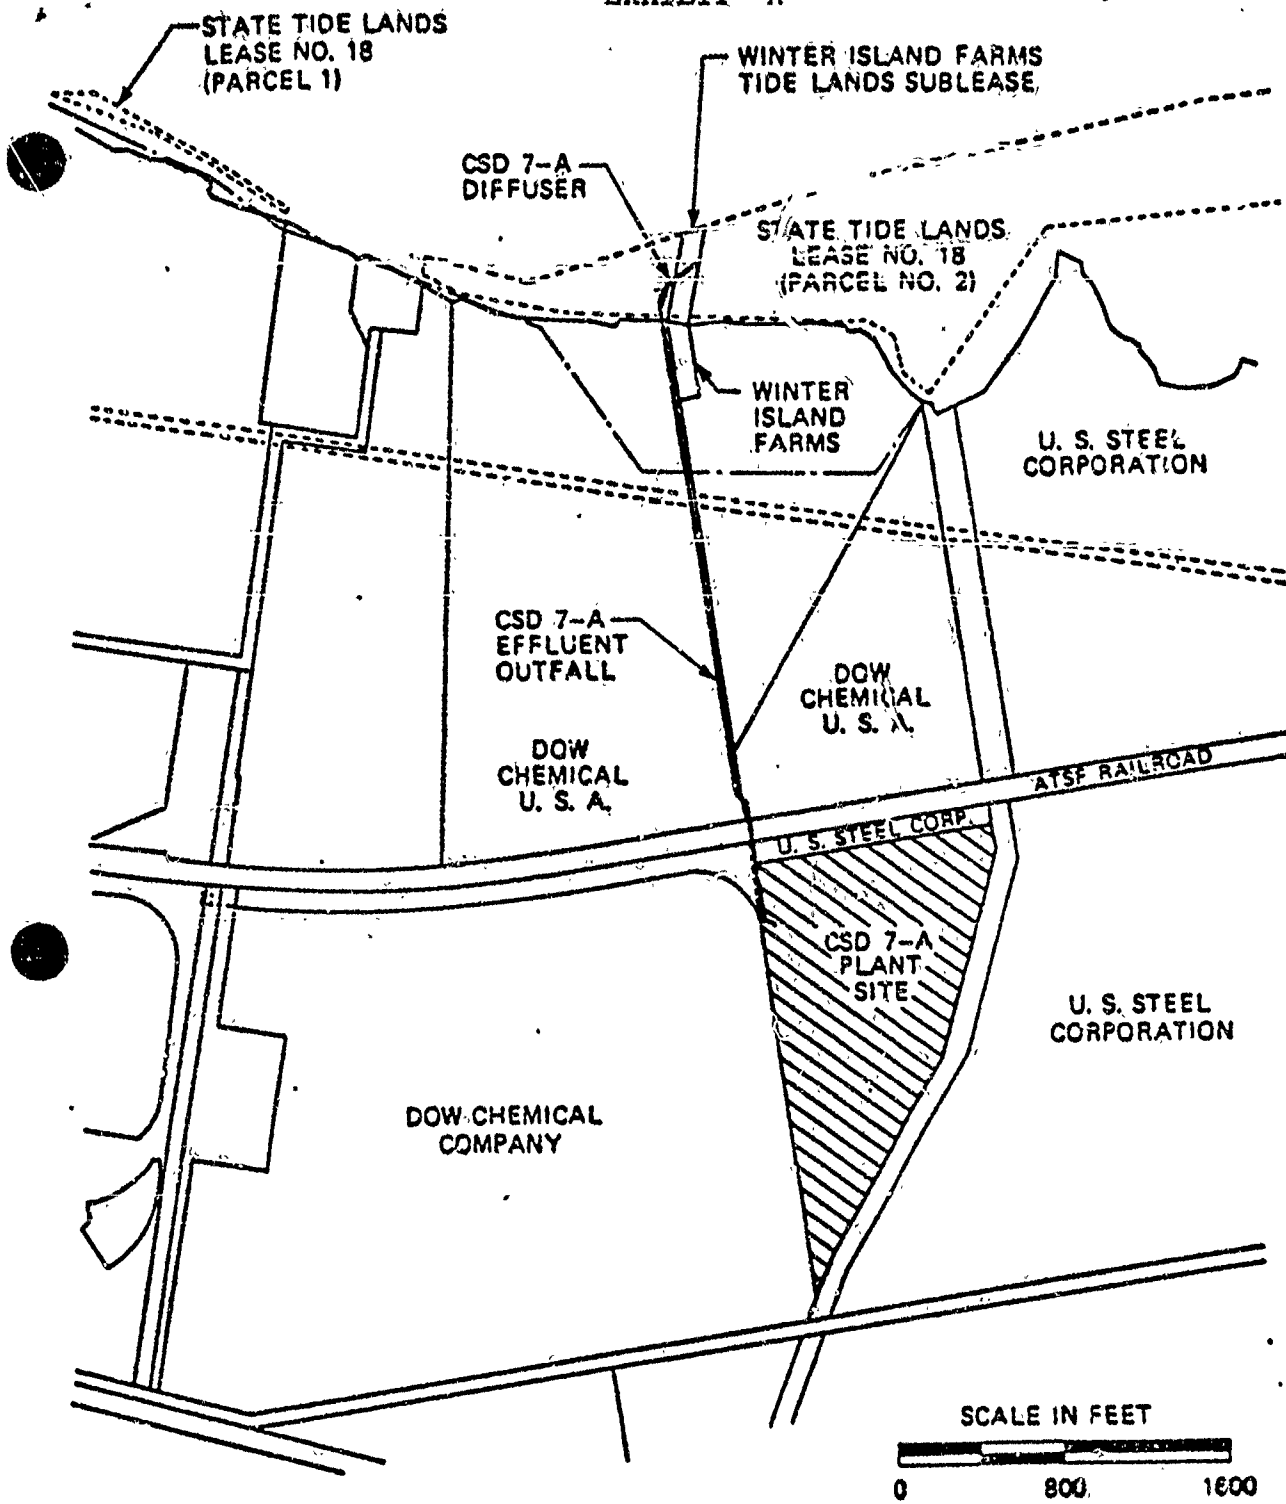 STATE TIDE LANDS
LEASE NO. 18
(PARCEL 1)
WINTER ISLAND FARMS
TIDE LANDS SUBLEASE
CSD 7-A
DIFFUSER
STATE TIDE LANDS
LEASE NO. 18
(PARCEL NO. 2)
WINTER
ISLAND
FARMS
U. S. STEEL
CORPORATION
CSD 7-A
EFFLUENT
OUTFALL
DOW
CHEMICAL
U. S. A.
DOW
CHEMICAL
U. S. A.
ATSF RAILROAD
U. S. STEEL CORP.
CSD 7-A
PLANT
SITE
U. S. STEEL
CORPORATION
DOW CHEMICAL
COMPANY
SCALE IN FEET
0 800 1600